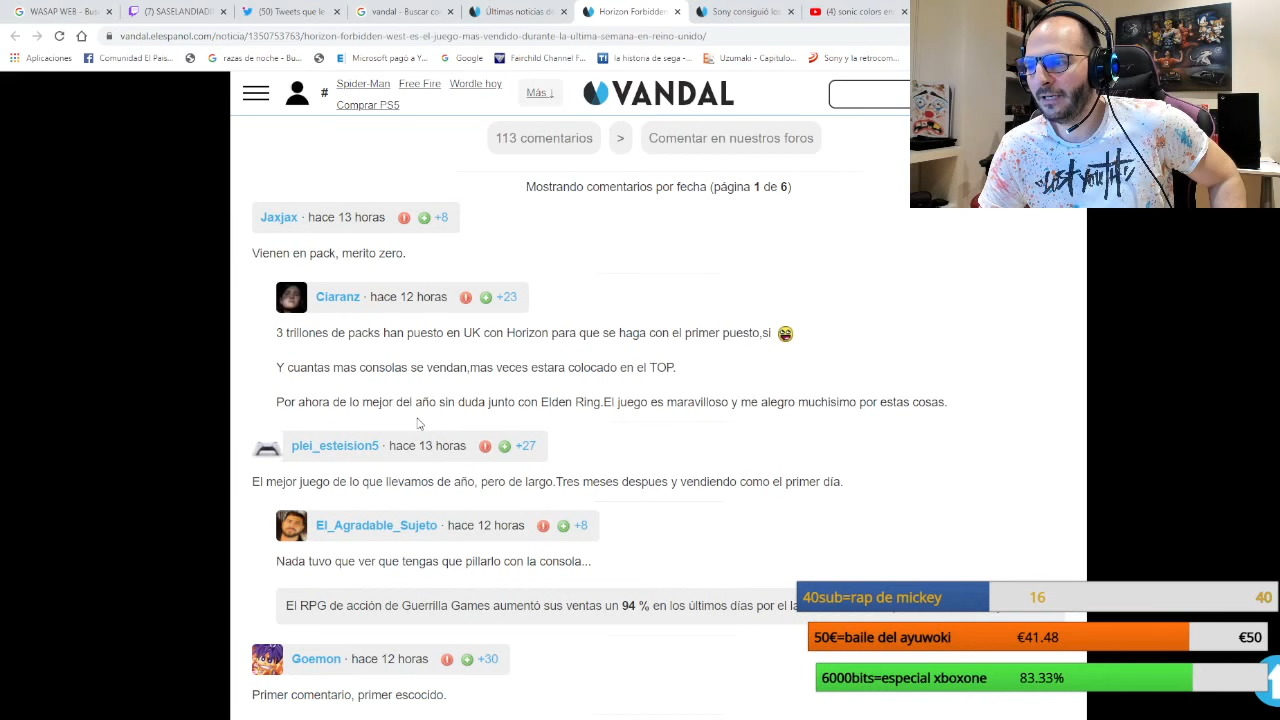 WASAP WEB - Bus
(7) SASELANDIA
(50) Tweets que le
vandal - Buscar co
Últimas noticias d
Horizon Forbidden
Sony consiguió los
(4) sonic colors en
vandal.elespanol.com/noticia/1350753763/horizon-forbidden-west-es-el-juego-mas-vendido-durante-la-ultima-semana-en-reino-unido/
Aplicaciones
Comunidad El Pais...
razas de noche - Bu...
Microsoft pagó a Y...
Google
Fairchild Channel F...
la historia de sega -...
Uzumaki - Capitulo...
Sony y la retrocom...
# Spider-Man Free Fire Wordle hoy
Comprar PS5
Más ↓
VANDAL
113 comentarios > Comentar en nuestros foros
Mostrando comentarios por fecha (página 1 de 6)
Jaxjax · hace 13 horas +8
Vienen en pack, merito zero.
Ciaranz · hace 12 horas +23
3 trillones de packs han puesto en UK con Horizon para que se haga con el primer puesto,si
Y cuantas mas consolas se vendan,mas veces estara colocado en el TOP.
Por ahora de lo mejor del año sin duda junto con Elden Ring.El juego es maravilloso y me alegro muchisimo por estas cosas.
plei_esteision5 · hace 13 horas +27
El mejor juego de lo que llevamos de año, pero de largo.Tres meses despues y vendiendo como el primer día.
El_Agradable_Sujeto · hace 12 horas +8
Nada tuvo que ver que tengas que pillarlo con la consola...
El RPG de acción de Guerrilla Games aumentó sus ventas un 94 % en los últimos días por el la
Goemon · hace 12 horas +30
Primer comentario, primer escocido.
LOST YOUTH
40sub=rap de mickey 16 40
50€=baile del ayuwoki €41.48 €50
6000bits=especial xboxone 83.33%